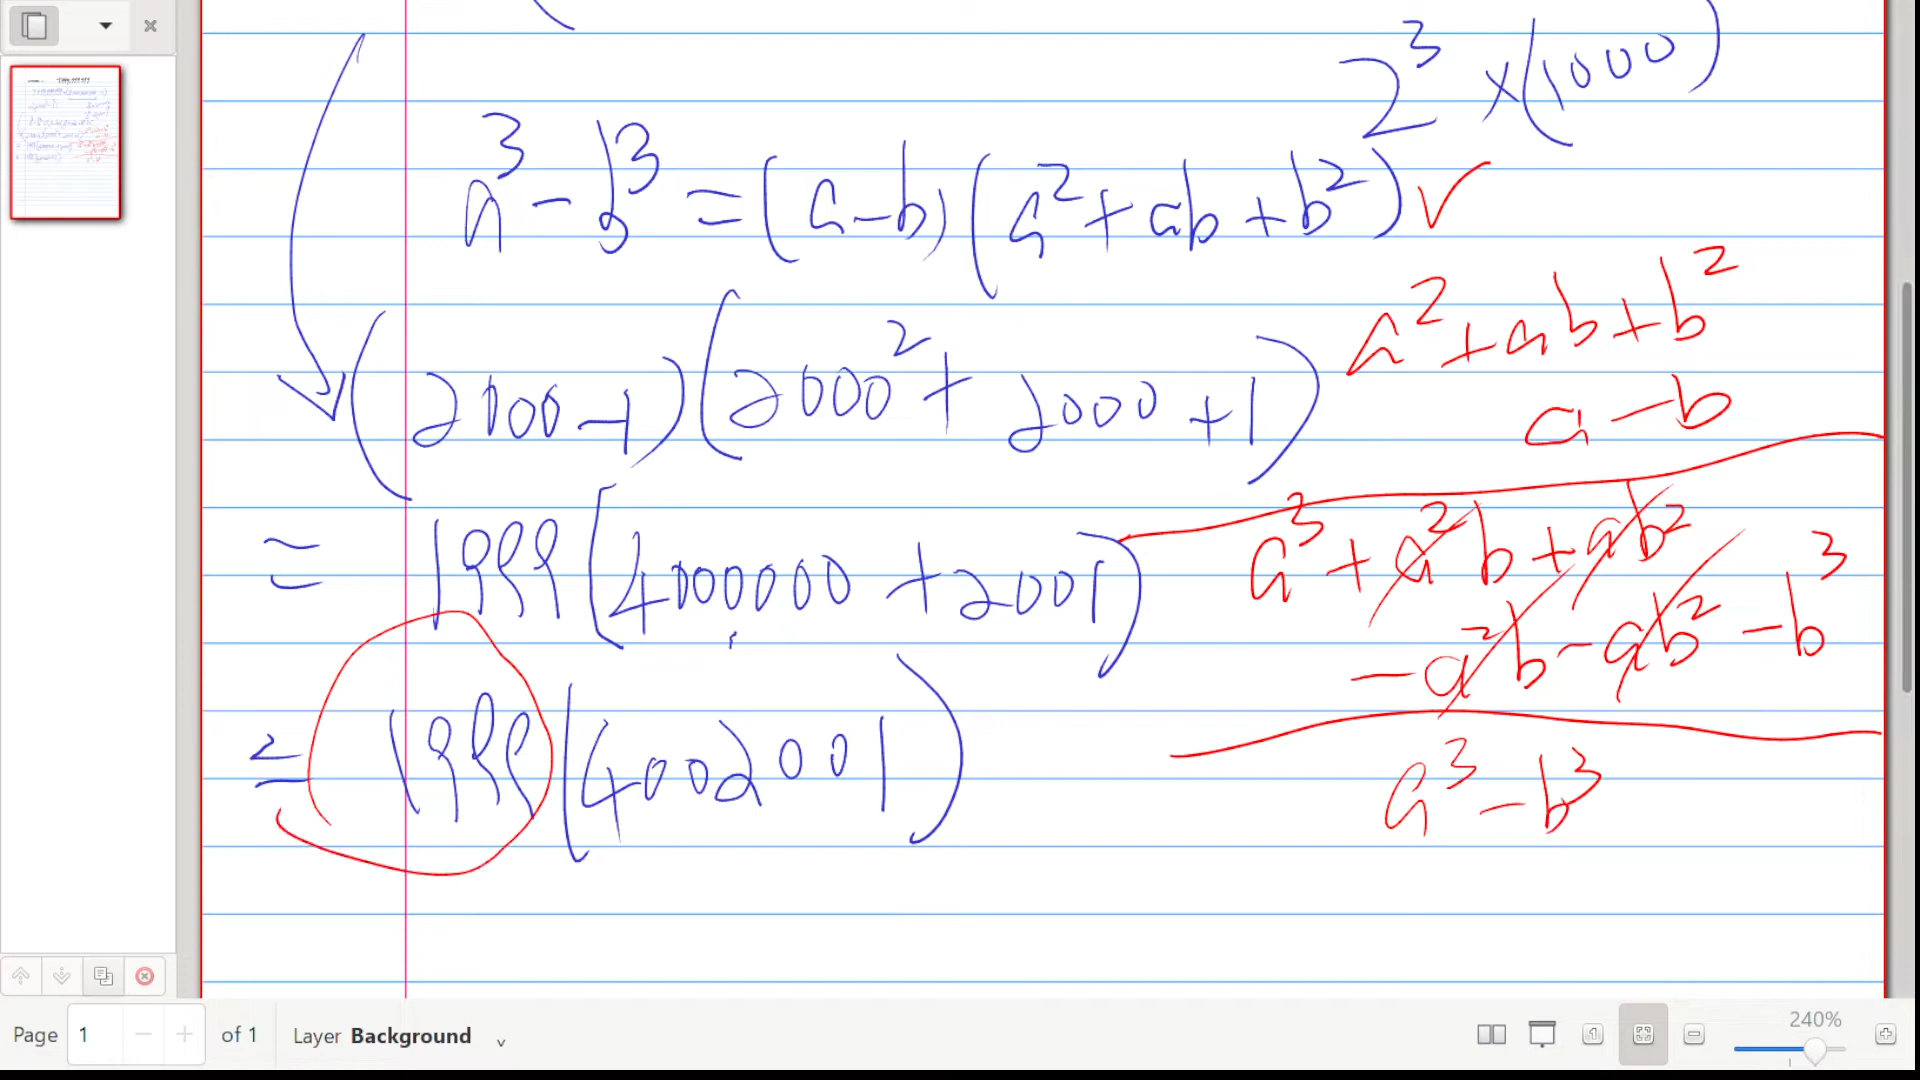 2³ × (1000)
a³ - b³ = (a-b)(a² + ab + b²) ✓
a² + ab + b²
a - b
(2000-1)(2000² + 2000 + 1)
= 1999(4000000 + 2001)
a³ + a²b + ab²
- a²b - ab² - b³
= 1999(4002001)
a³ - b³
Page 1 of 1 Layer Background 240%